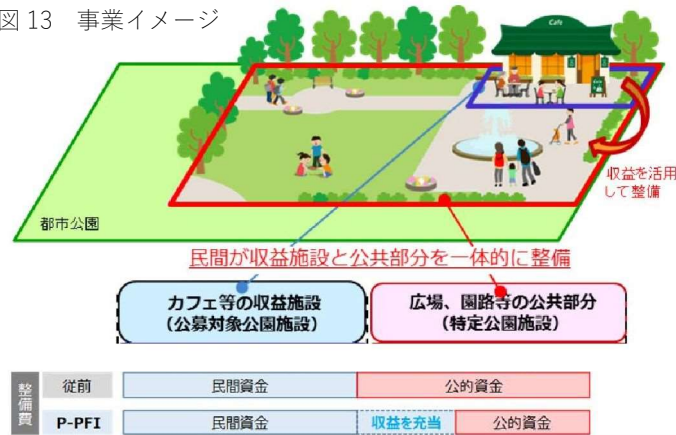 図 13　事業イメージ
Cafe
収益を活用
して整備
都市公園
民間が収益施設と公共部分を一体的に整備
カフェ等の収益施設
（公募対象公園施設）
広場、園路等の公共部分
（特定公園施設）
整備費
従前
民間資金
公的資金
P-PFI
民間資金
収益を充当
公的資金